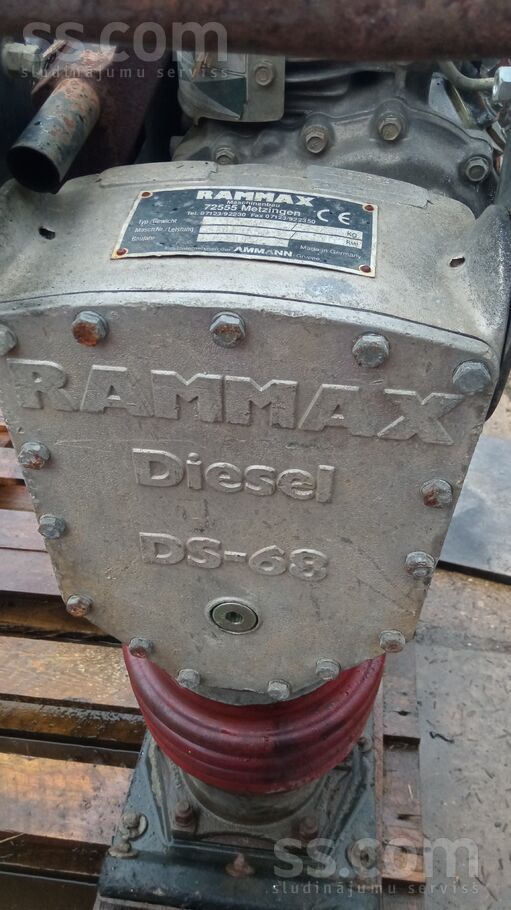 ss.com
sludinājumu serviss
RAMMAX
Maschinenbau
72555 Metzingen
Tel. 07123/92230 Fax 07123/922350
CE
Typ/Gewicht
kg
Masch.Nr./Leistung
KW
Baujahr
Made in Germany
AMMANN
RAMMAX
Diesel
DS-68
ss.com
sludinājumu serviss